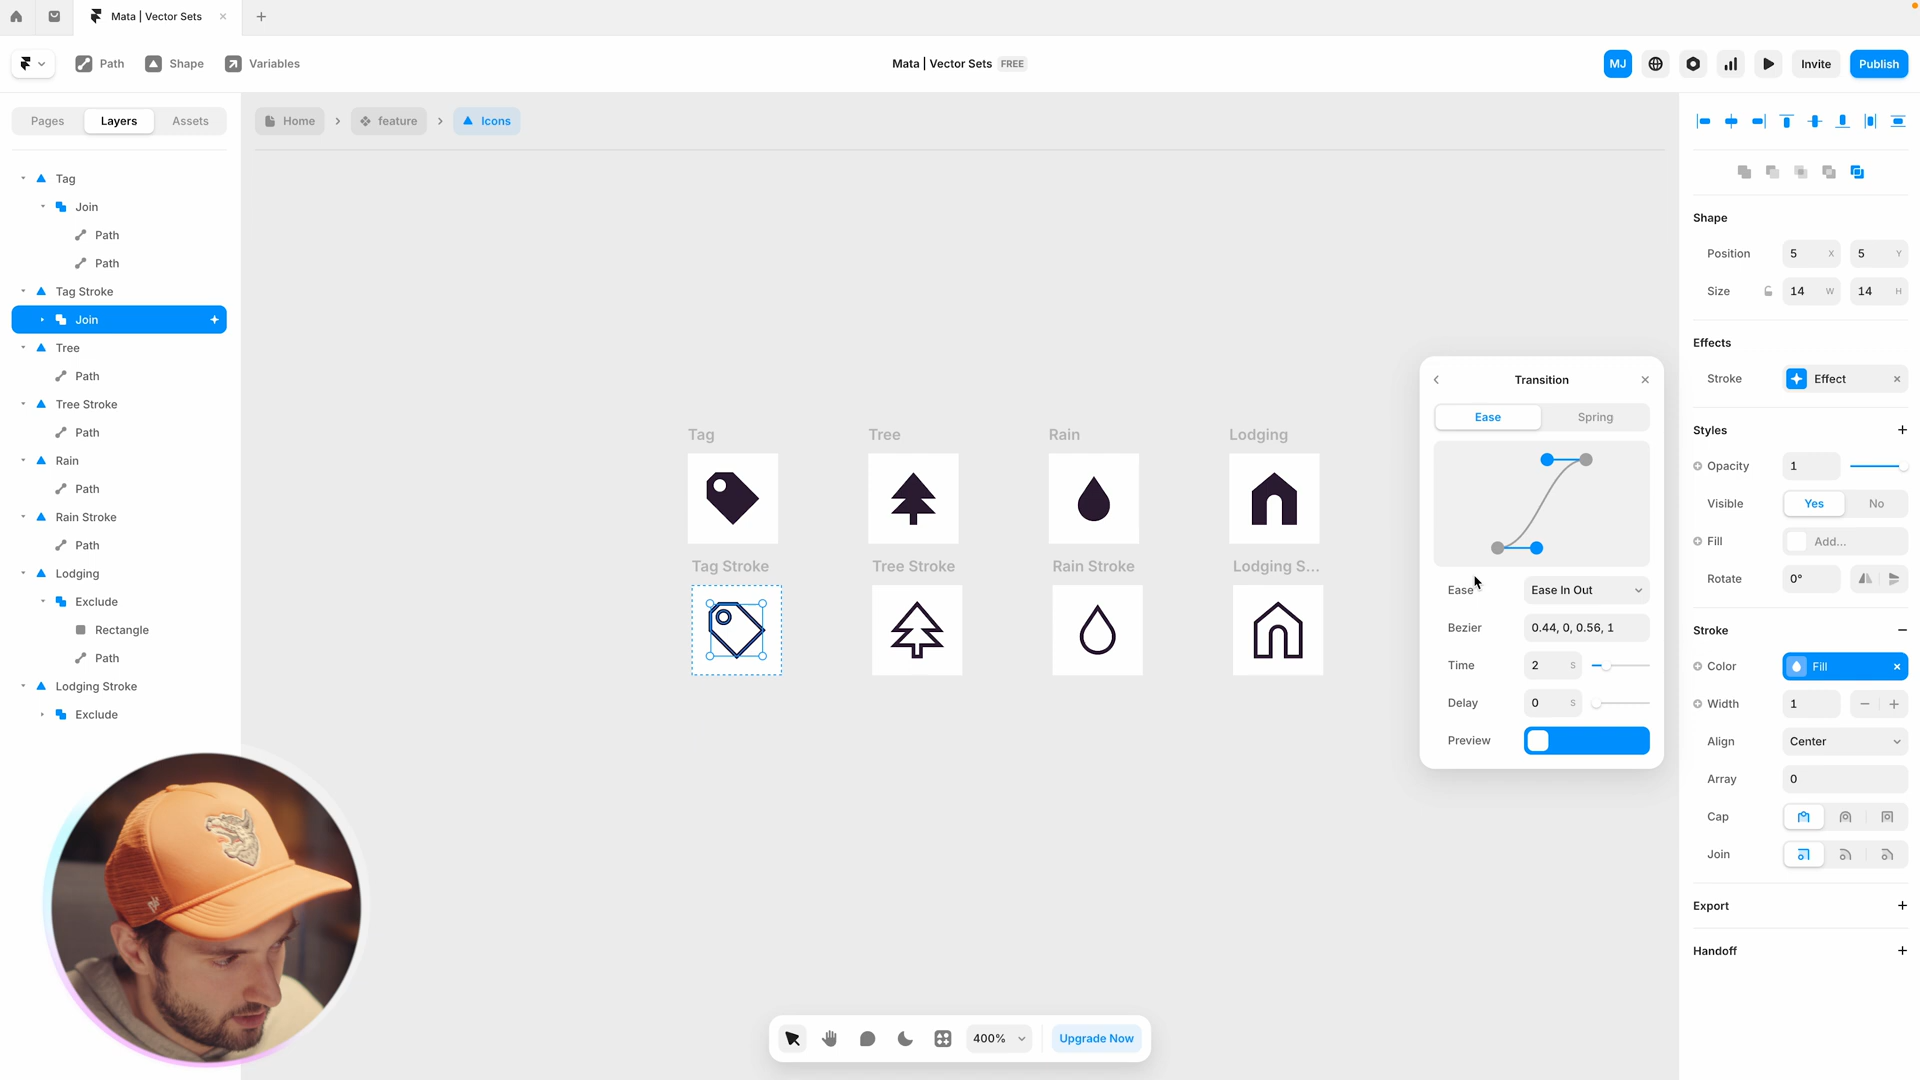 Mata | Vector Sets
Path
Shape
Variables
Mata | Vector Sets FREE
MJ
Invite
Publish
Pages
Layers
Assets
Home
feature
Icons
Tag
Join
Path
Path
Tag Stroke
Join
Tree
Path
Tree Stroke
Path
Rain
Path
Rain Stroke
Path
Lodging
Exclude
Rectangle
Path
Lodging Stroke
Exclude
Tag
Tree
Rain
Lodging
Tag Stroke
Tree Stroke
Rain Stroke
Lodging S...
Transition
Ease
Spring
Ease
Ease In Out
Bezier
0.44, 0, 0.56, 1
Time
2 S
Delay
0 S
Preview
Shape
Position
5 X
5 Y
Size
14 W
14 H
Effects
Stroke
Effect
Styles
Opacity
1
Visible
Yes
No
Fill
Add...
Rotate
0°
Stroke
Color
Fill
Width
1
Align
Center
Array
0
Cap
Join
Export
Handoff
400%
Upgrade Now